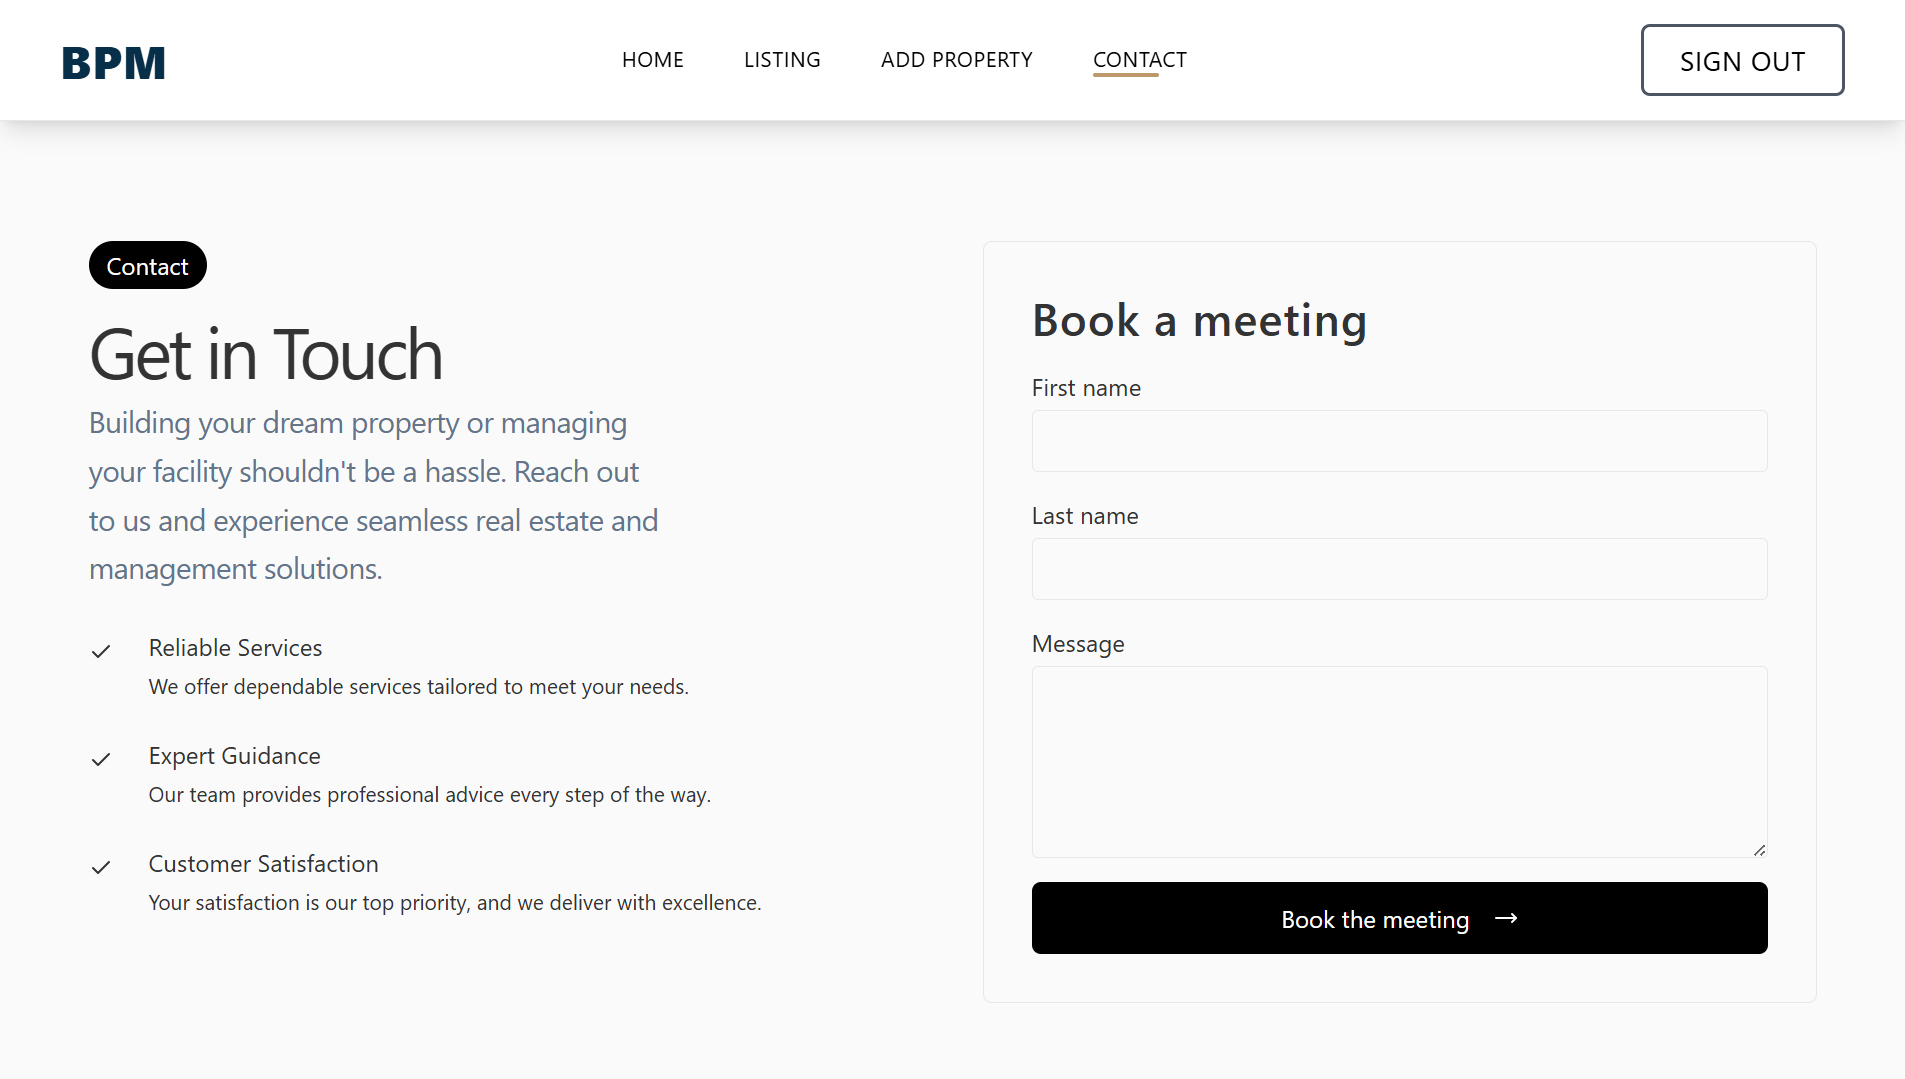 BPM
HOME
LISTING
ADD PROPERTY
CONTACT
SIGN OUT
Contact
Get in Touch
Building your dream property or managing
your facility shouldn't be a hassle. Reach out
to us and experience seamless real estate and
management solutions.
Reliable Services
We offer dependable services tailored to meet your needs.
Expert Guidance
Our team provides professional advice every step of the way.
Customer Satisfaction
Your satisfaction is our top priority, and we deliver with excellence.
Book a meeting
First name
Last name
Message
Book the meeting